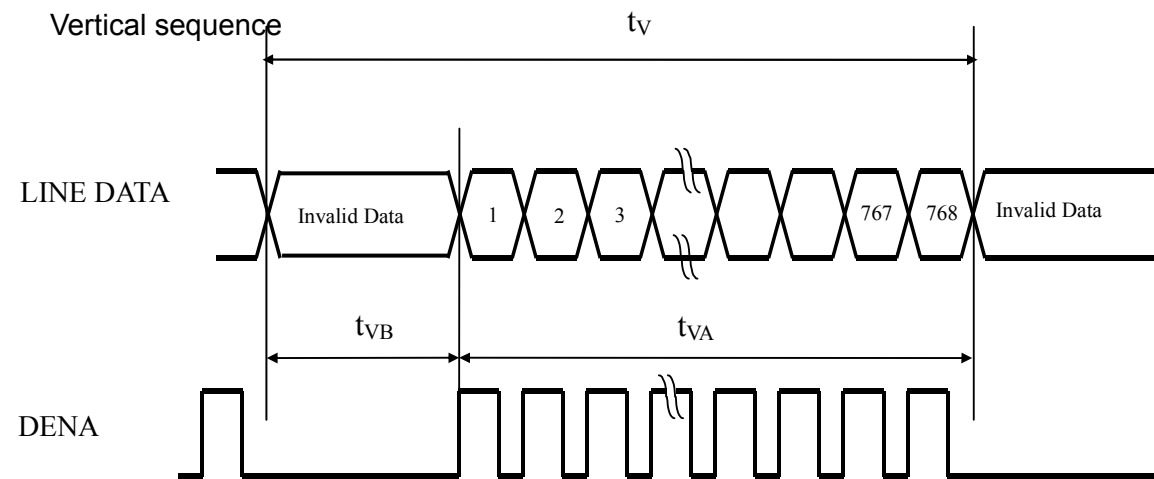 Vertical sequence
tV
LINE DATA
Invalid Data 1 2 3 767 768 Invalid Data
tVB tVA
DENA